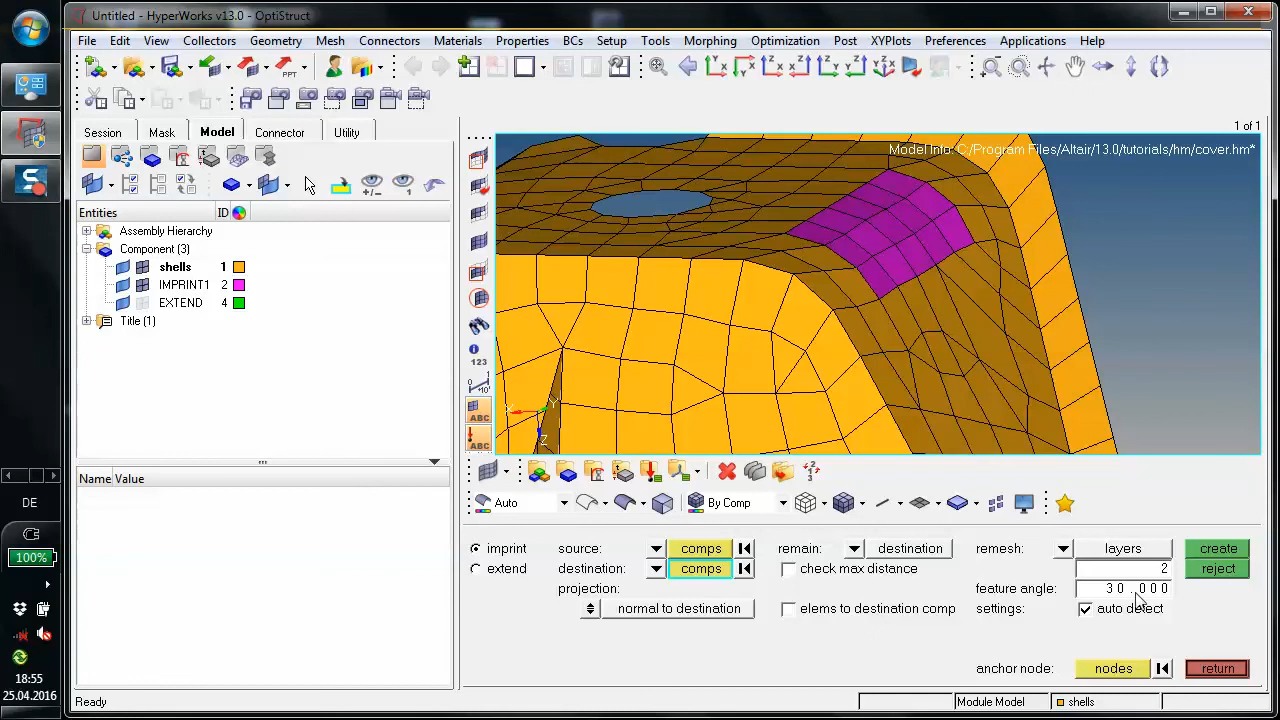 Untitled - HyperWorks v13.0 - OptiStruct
File Edit View Collectors Geometry Mesh Connectors Materials Properties BCs Setup Tools Morphing Optimization Post XYPlots Preferences Applications Help
PPT
Session Mask Model Connector Utility
1 of 1
Model Info: C:/Program Files/Altair/13.0/tutorials/hm/cover.hm*
Entities ID
Assembly Hierarchy
Component (3)
shells 1
IMPRINT1 2
EXTEND 4
Title (1)
123
ABC
ABC
X Y
Z
Name Value
Auto By Comp
imprint source: comps remain: destination remesh: layers create
extend destination: comps check max distance 2 reject
projection: feature angle: 30.000
normal to destination elems to destination comp settings: auto detect
anchor node: nodes return
Ready Module Model shells
DE
100%
18:55
25.04.2016